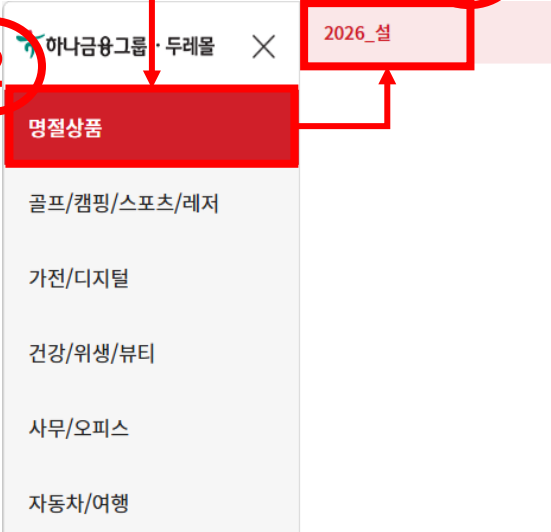 하나금융그룹·두레몰
2026_설
명절상품
골프/캠핑/스포츠/레저
가전/디지털
건강/위생/뷰티
사무/오피스
자동차/여행